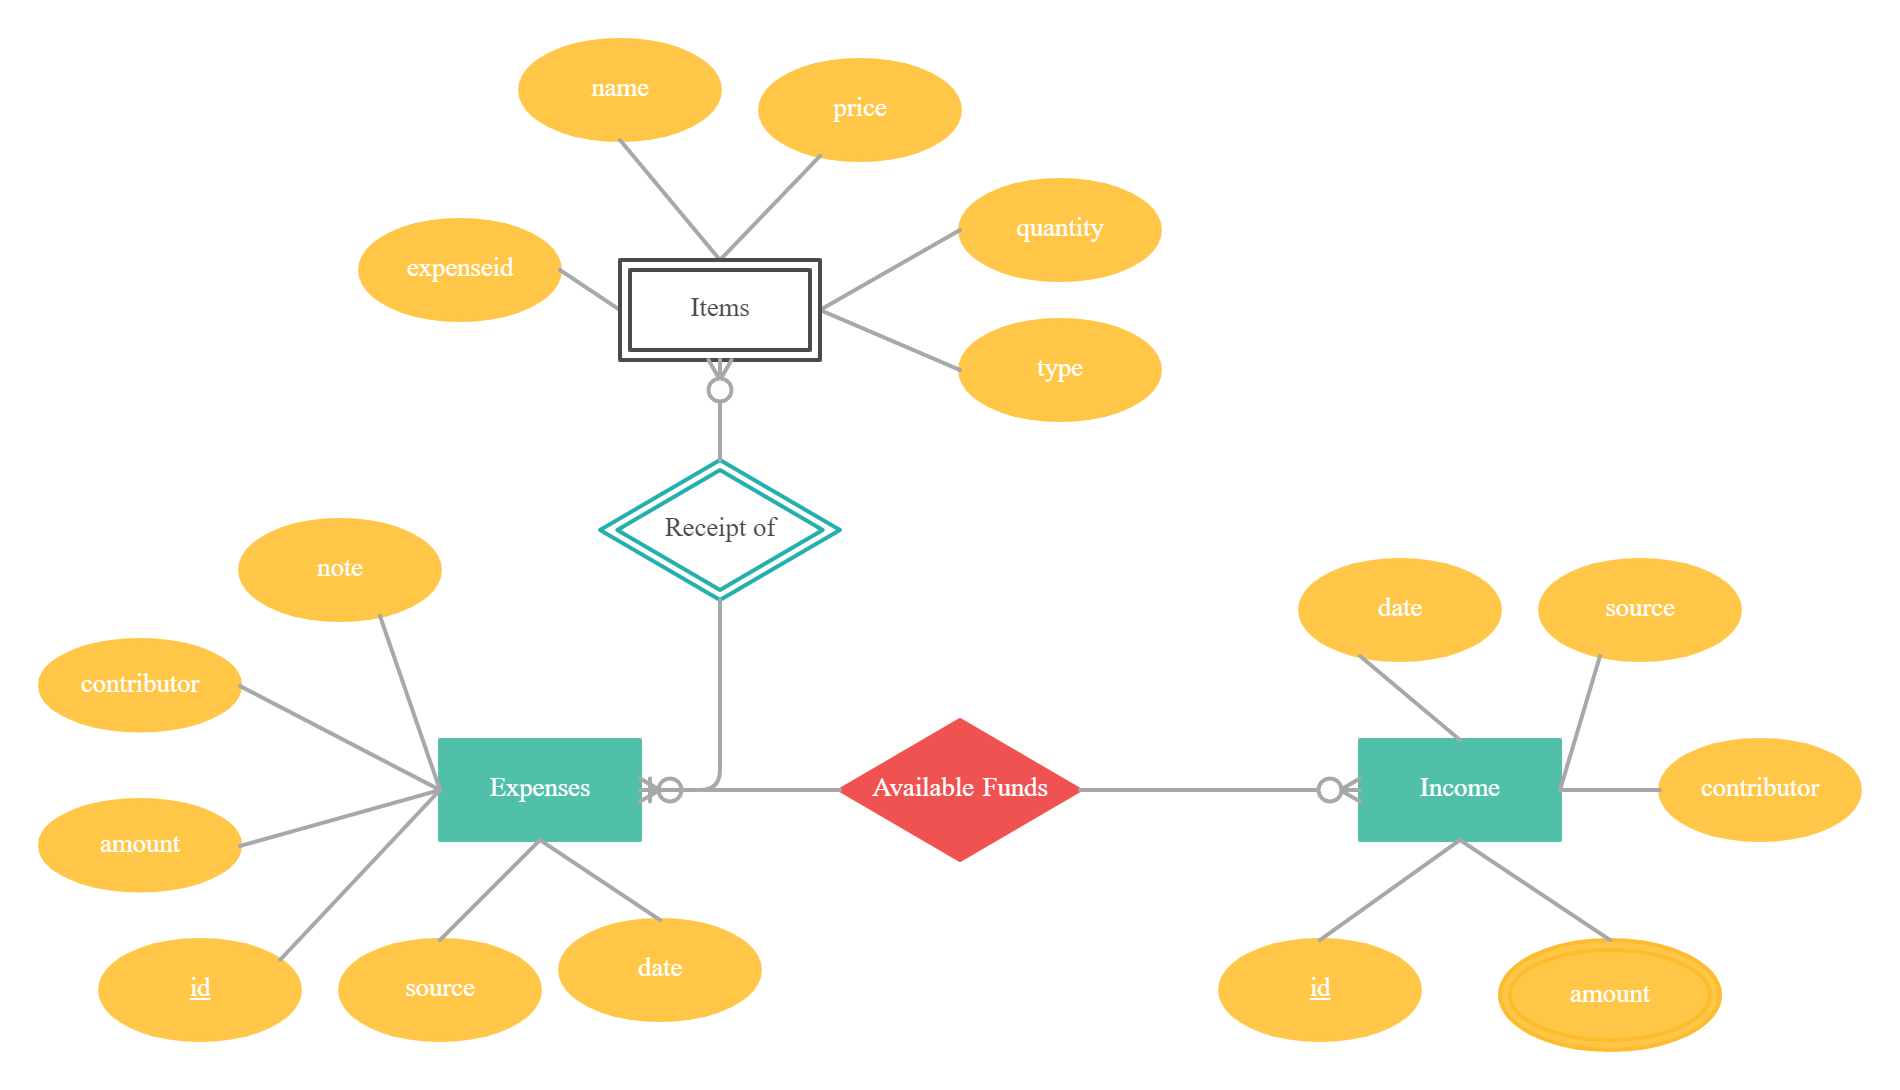 name
price
quantity
expenseid
Items
type
Receipt of
note
date
source
contributor
Expenses
Available Funds
Income
contributor
amount
id
source
date
id
amount